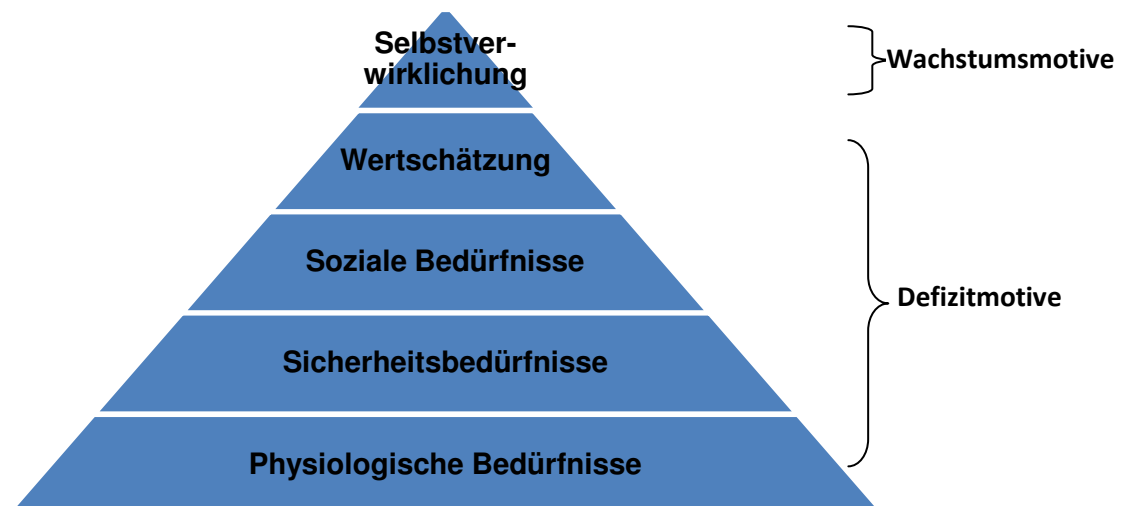 Selbstver-
wirklichung
Wachstumsmotive
Wertschätzung
Soziale Bedürfnisse
Defizitmotive
Sicherheitsbedürfnisse
Physiologische Bedürfnisse